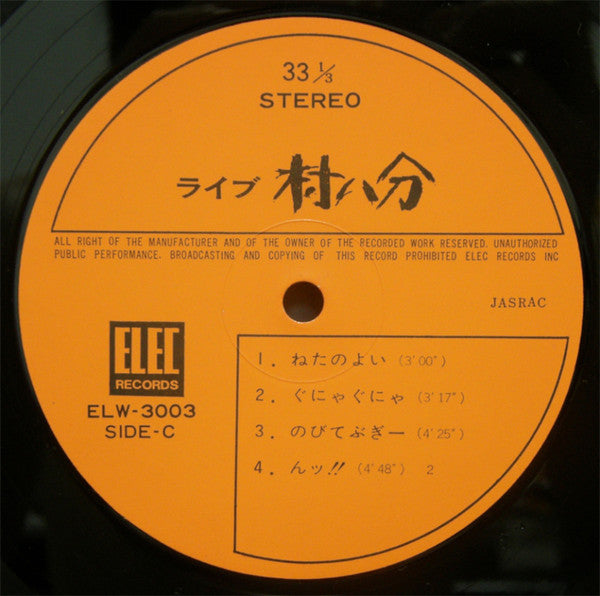 33 1/3
STEREO
ライブ 村八分
ALL RIGHT OF THE MANUFACTURER AND OF THE OWNER OF THE RECORDED WORK RESERVED. UNAUTHORIZED
PUBLIC PERFORMANCE. BROADCASTING AND COPYING OF THIS RECORD PROHIBITED ELEC RECORDS INC
JASRAC
ELEC
RECORDS
ELW-3003
SIDE-C
1. ねたのよい (3'00")
2. ぐにゃぐにゃ (3'17")
3. のびてぶぎー (4'25")
4. んッ!! (4'48") 2